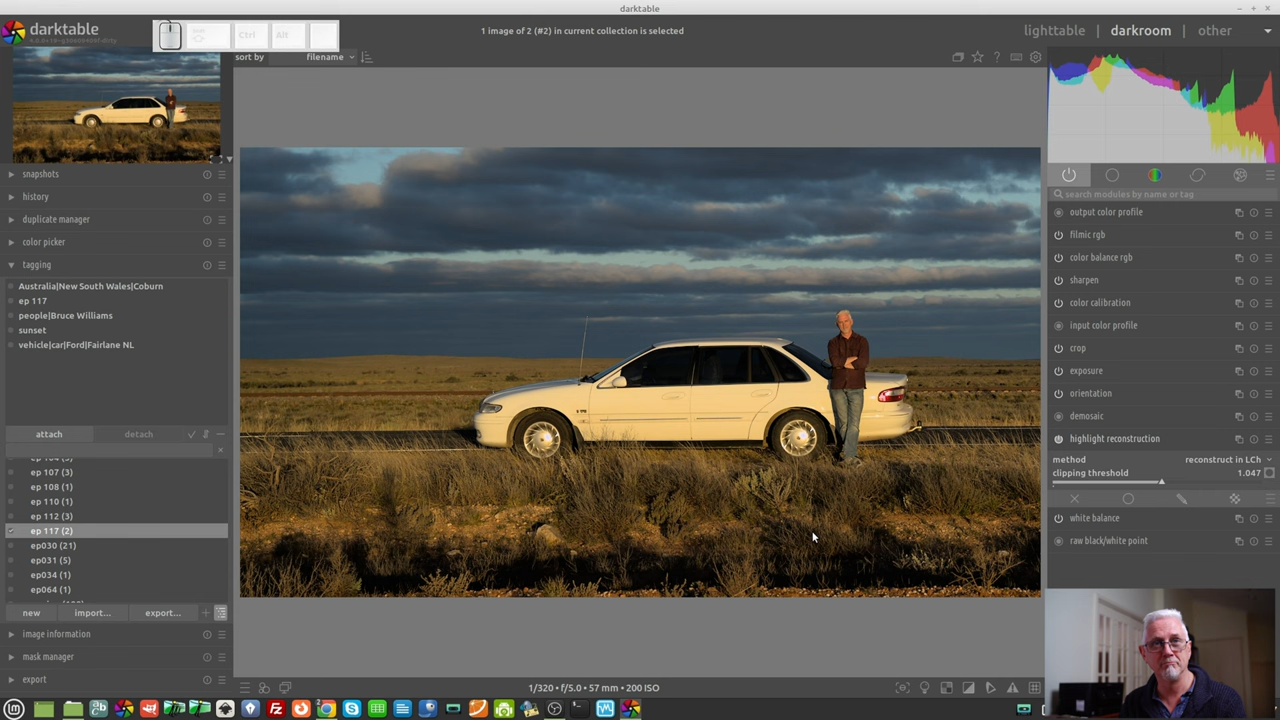 darktable
darktable
Ctrl
Alt
1 image of 2 (#2) in current collection is selected
lighttable | darkroom | other
sort by filename
snapshots
history
duplicate manager
color picker
tagging
Australia|New South Wales|Coburn
ep 117
people|Bruce Williams
sunset
vehicle|car|Ford|Fairlane NL
attach
detach
ep 107 (3)
ep 108 (1)
ep 110 (1)
ep 112 (3)
ep 117 (2)
ep030 (21)
ep031 (5)
ep034 (1)
ep064 (1)
new
import...
export...
image information
mask manager
export
1/320 • f/5.0 • 57 mm • 200 ISO
search modules by name or tag
output color profile
filmic rgb
color balance rgb
sharpen
color calibration
input color profile
crop
exposure
orientation
demosaic
highlight reconstruction
method reconstruct in LCh
clipping threshold 1.047
white balance
raw black/white point